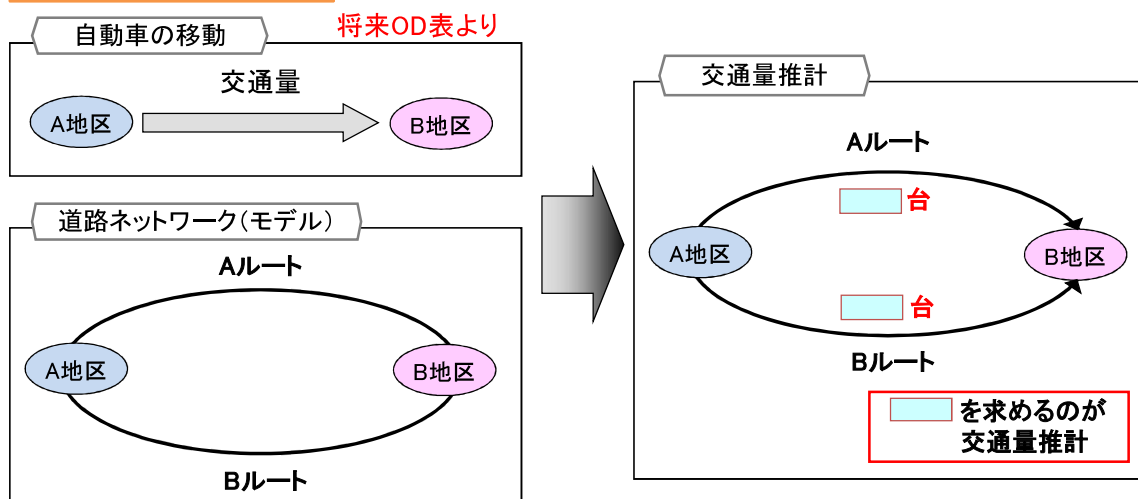 自動車の移動
将来OD表より
交通量
A地区
B地区
道路ネットワーク(モデル)
Aルート
A地区
B地区
Bルート
交通量推計
Aルート
台
A地区
B地区
台
Bルート
を求めるのが
交通量推計